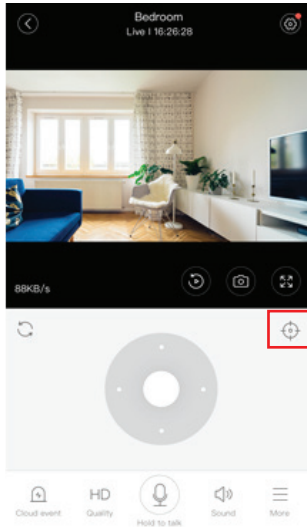 Bedroom
Live I 16:26:28
88KB/s
HD
Cloud event
Quality
Hold to talk
Sound
More